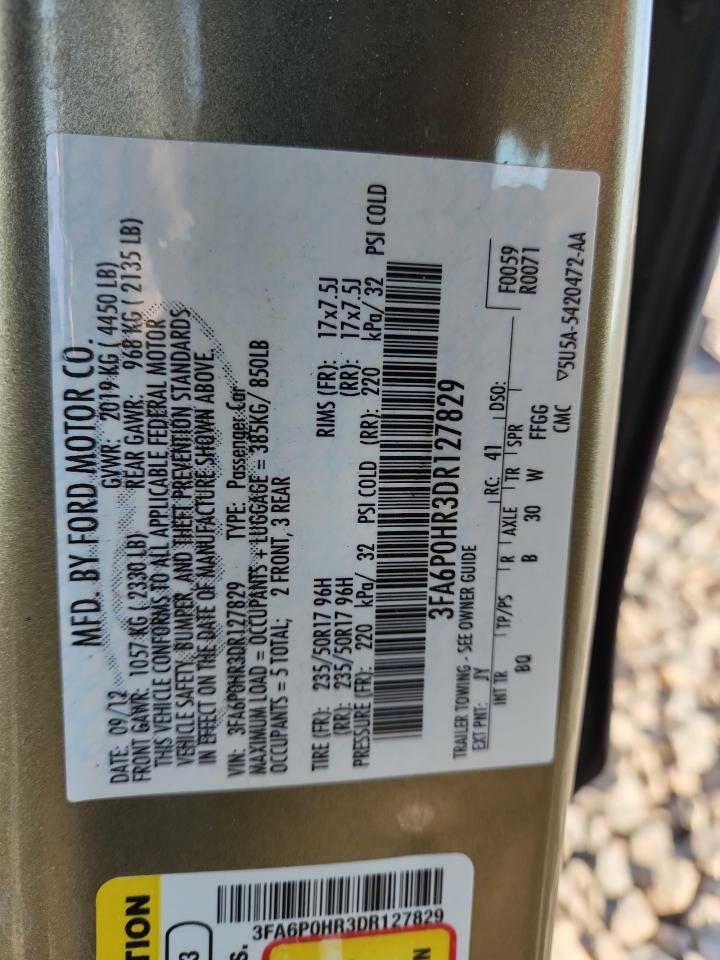 MFD. BY FORD MOTOR CO.
DATE: 09/12 GVWR: 2019 KG ( 4450 LB)
FRONT GAWR: 1057 KG ( 2330 LB) REAR GAWR: 968 KG ( 2135 LB)
THIS VEHICLE CONFORMS TO ALL APPLICABLE FEDERAL MOTOR
VEHICLE SAFETY, BUMPER, AND THEFT PREVENTION STANDARDS
IN EFFECT ON THE DATE OF MANUFACTURE SHOWN ABOVE.
VIN: 3FA6P0HR3DR127829 TYPE: Passenger Car
MAXIMUM LOAD = OCCUPANTS + LUGGAGE = 385KG/ 850LB
OCCUPANTS = 5 TOTAL; 2 FRONT, 3 REAR
TIRE (FR): 235/50R17 96H RIMS (FR): 17x7.5J
(RR): 235/50R17 96H (RR): 17x7.5J
PRESSURE (FR): 220 kPa/ 32 PSI COLD (RR): 220 kPa/ 32 PSI COLD
3FA6P0HR3DR127829
TRAILER TOWING - SEE OWNER GUIDE
EXT PNT: JY RC: 41 DSO: F0059
R0071
INT TR TP/PS R AXLE TR SPR
BQ B 30 W FFGG
CMC ▽5U5A-5420472-AA
TION
3
S.
3FA6P0HR3DR127829
N